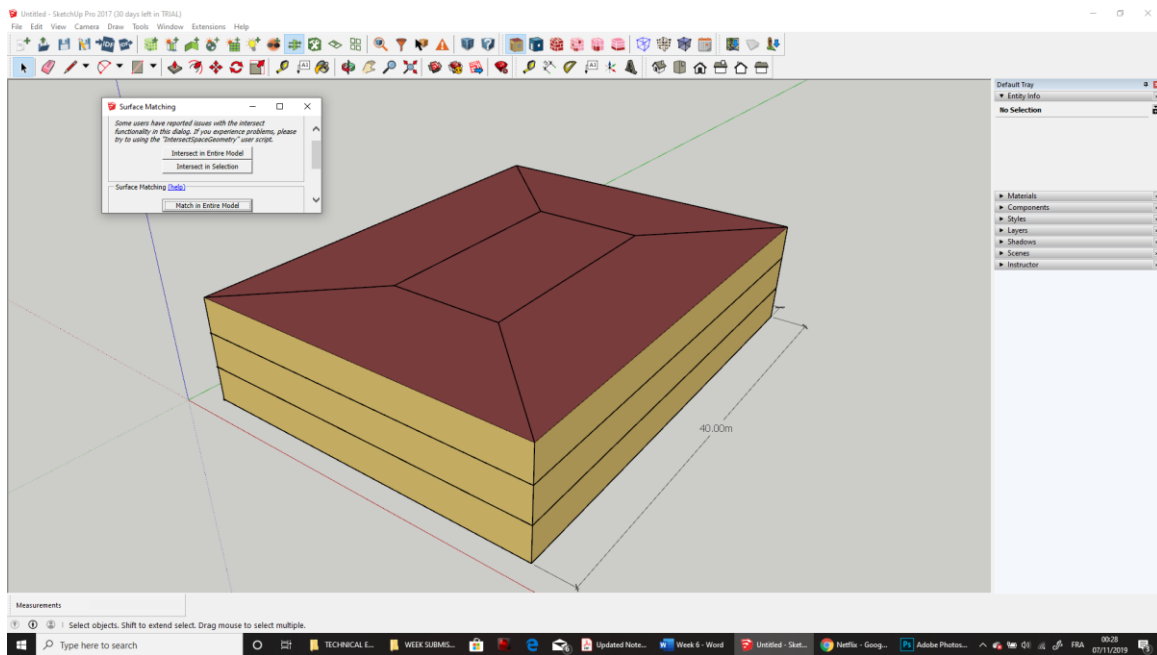 Untitled - SketchUp Pro 2017 (30 days left in TRIAL)
File Edit View Camera Draw Tools Window Extensions Help
Surface Matching
Some users have reported issues with the intersect
functionality in this dialog. If you experience problems, please
try to using the "IntersectSpaceGeometry" user script.
Intersect in Entire Model
Intersect in Selection
Surface Matching (help)
Match in Entire Model
Default Tray
Entity Info
No Selection
Materials
Components
Styles
Layers
Shadows
Scenes
Instructor
40.00m
Measurements
Select objects. Shift to extend select. Drag mouse to select multiple.
Type here to search
TECHNICAL E...
WEEK SUBMIS...
Updated Note...
Week 6 - Word
Untitled - Sket...
Netflix - Goog...
Adobe Photos...
FRA
00:28
07/11/2019